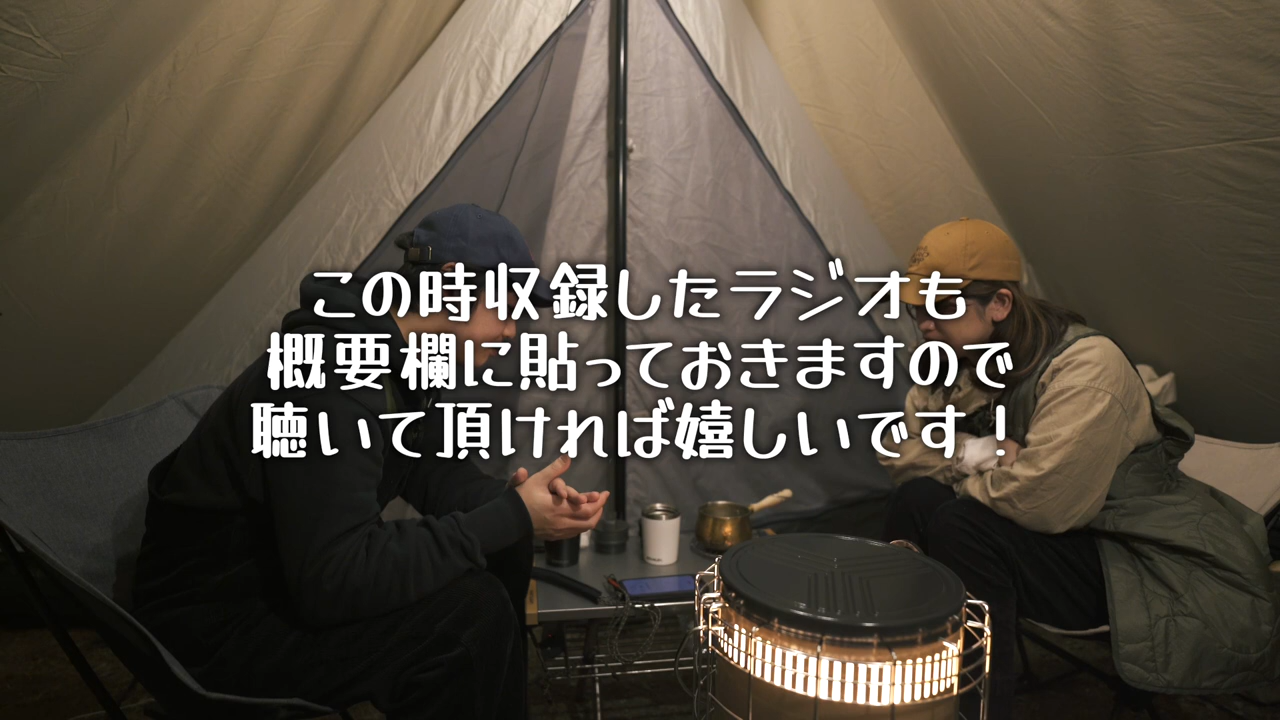 この時収録したラジオも
概要欄に貼っておきますので
聴いて頂ければ嬉しいです！